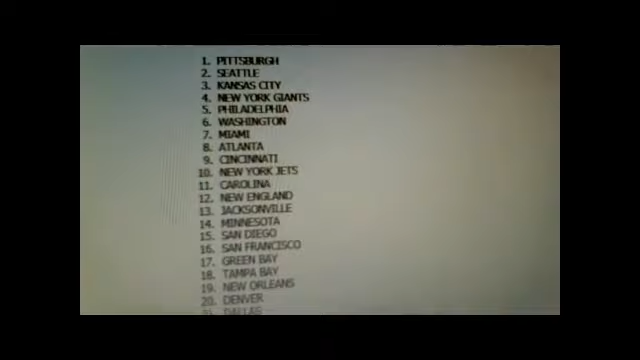 1. PITTSBURGH
2. SEATTLE
3. KANSAS CITY
4. NEW YORK GIANTS
5. PHILADELPHIA
6. WASHINGTON
7. MIAMI
8. ATLANTA
9. CINCINNATI
10. NEW YORK JETS
11. CAROLINA
12. NEW ENGLAND
13. JACKSONVILLE
14. MINNESOTA
15. SAN DIEGO
16. SAN FRANCISCO
17. GREEN BAY
18. TAMPA BAY
19. NEW ORLEANS
20. DENVER
21. DALLAS